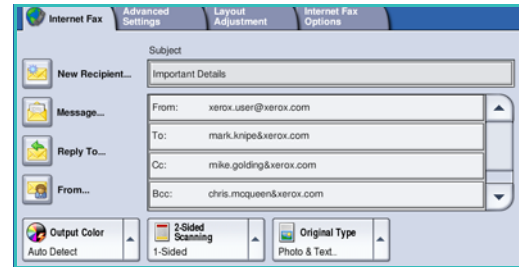 Internet Fax
Advanced Settings
Layout Adjustment
Internet Fax Options
Subject
New Recipient...
Important Details
Message...
From: xerox.user@xerox.com
To: mark.knipe&xerox.com
Reply To...
Cc: mike.golding&xerox.com
From...
Bcc: chris.mcqueen&xerox.com
Output Color
Auto Detect
2-Sided Scanning
1-Sided
Original Type
Photo & Text..